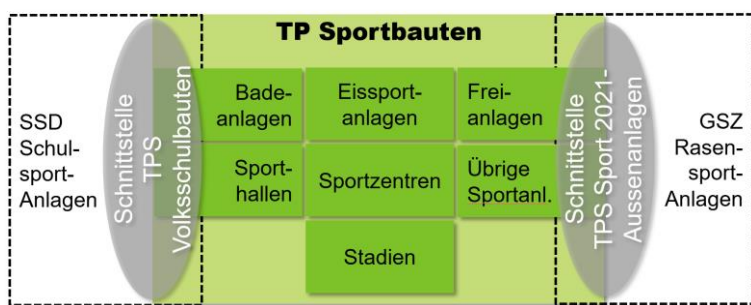 TP Sportbauten
SSD
Schul-
sport-
Anlagen
Schnittstelle
TPS
Volksschulbauten
Bade-
anlagen
Eissport-
anlagen
Frei-
anlagen
Sport-
hallen
Sportzentren
Übrige
Sportanl.
Stadien
Schnittstelle
TPS Sport 2021-
Aussenanlagen
GSZ
Rasen-
sport-
Anlagen